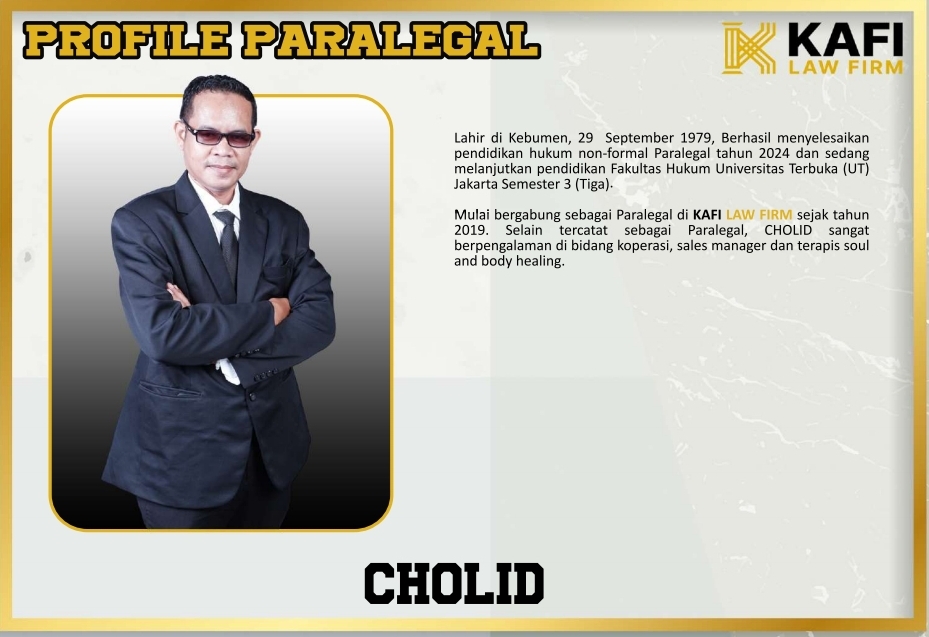 PROFILE PARALEGAL
KAFI
LAW FIRM
Lahir di Kebumen, 29 September 1979, Berhasil menyelesaikan
pendidikan hukum non-formal Paralegal tahun 2024 dan sedang
melanjutkan pendidikan Fakultas Hukum Universitas Terbuka (UT)
Jakarta Semester 3 (Tiga).
Mulai bergabung sebagai Paralegal di KAFI LAW FIRM sejak tahun
2019. Selain tercatat sebagai Paralegal, CHOLID sangat
berpengalaman di bidang koperasi, sales manager dan terapis soul
and body healing.
CHOLID